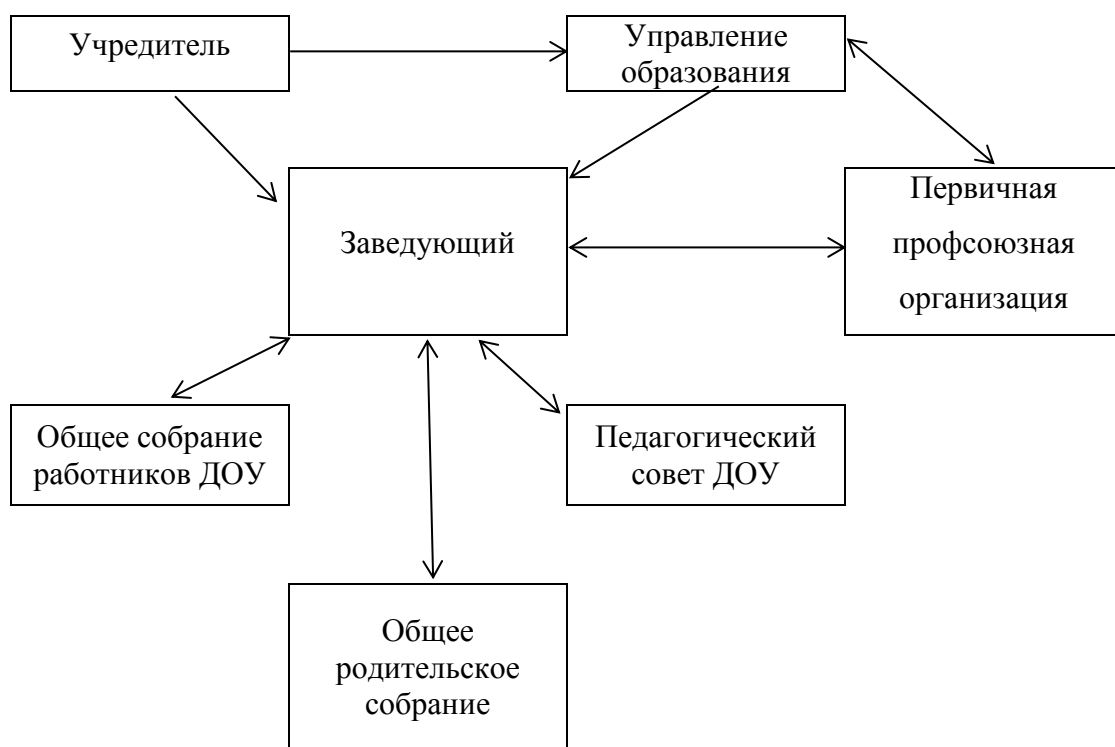 Учредитель
Управление
образования
Заведующий
Первичная
профсоюзная
организация
Общее собрание
работников ДОУ
Педагогический
совет ДОУ
Общее
родительское
собрание